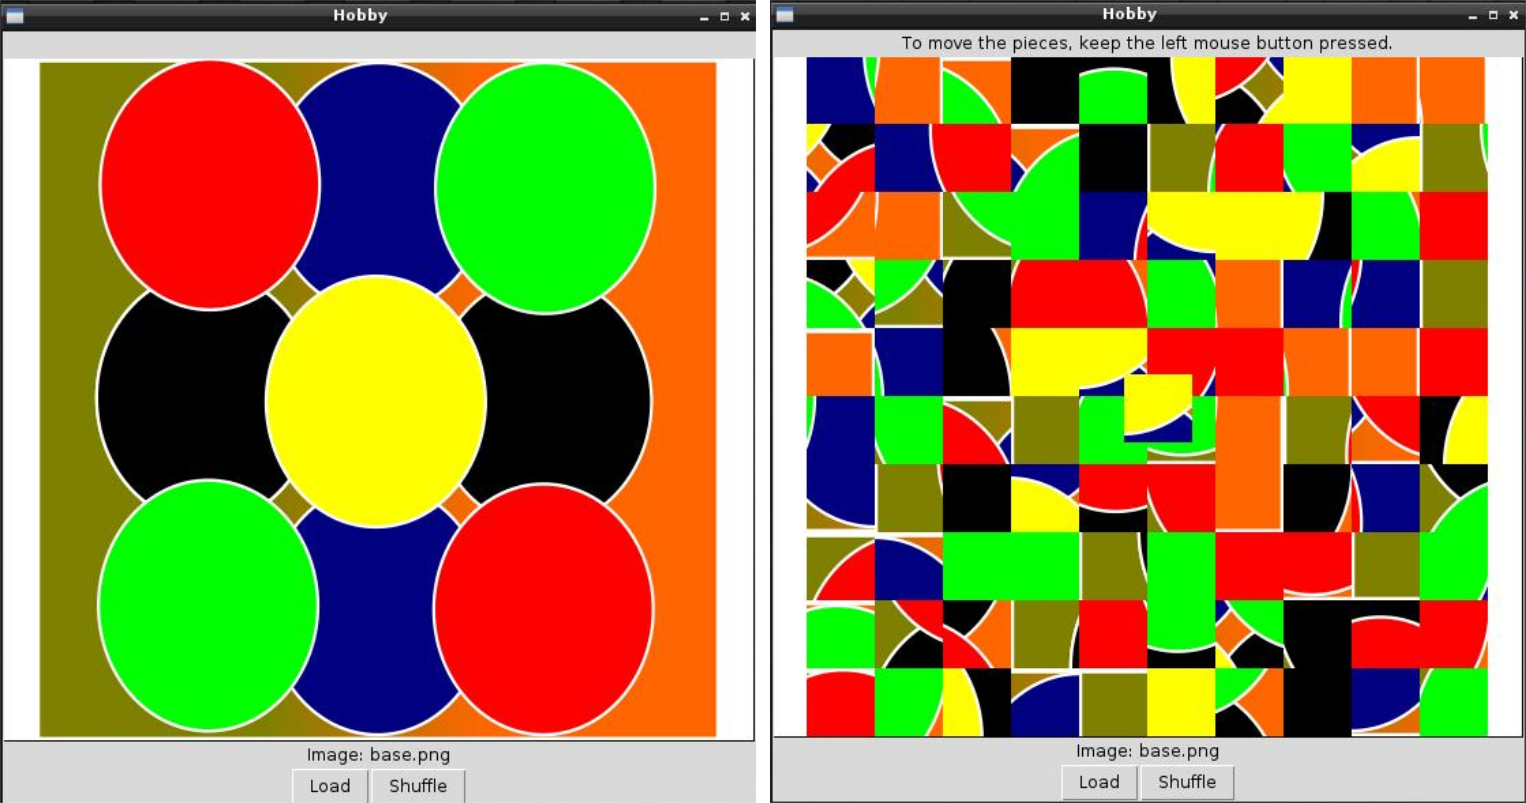 Hobby
Image: base.png
Load
Shuffle
Hobby
To move the pieces, keep the left mouse button pressed.
Image: base.png
Load
Shuffle